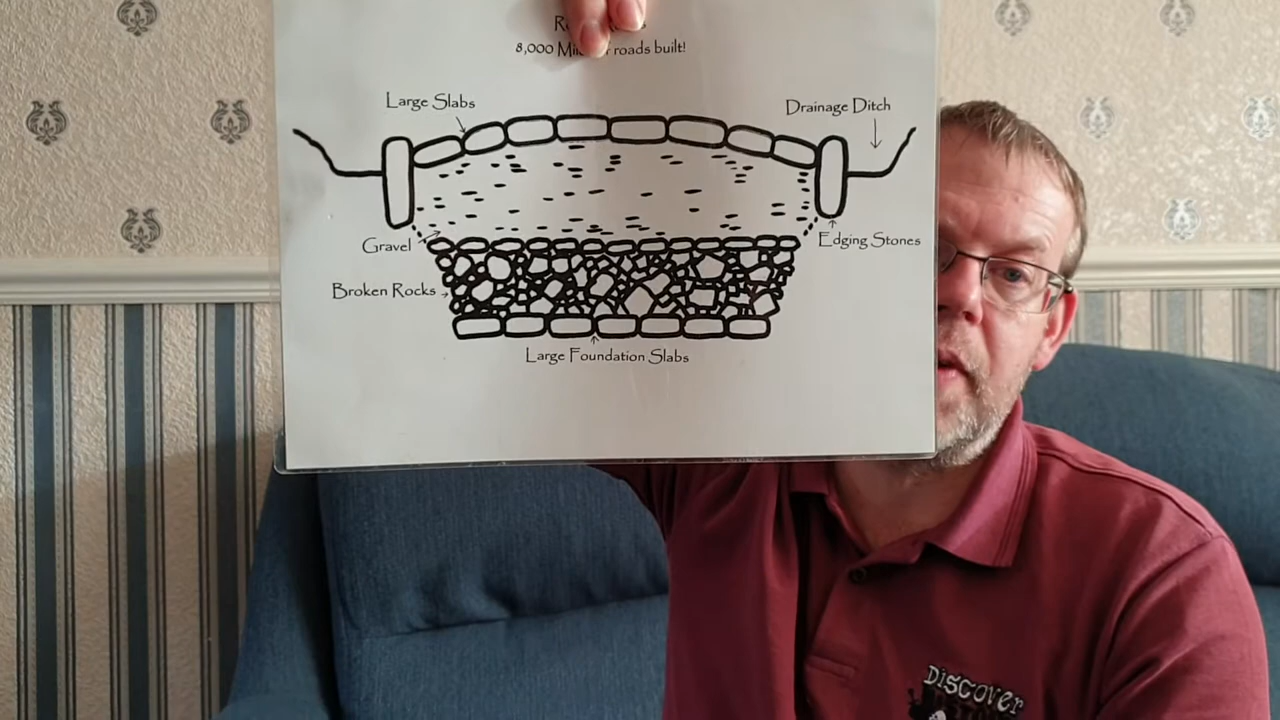 8,000 roads built!
Large Slabs
Drainage Ditch
Gravel
Edging Stones
Broken Rocks
Large Foundation Slabs
Discover